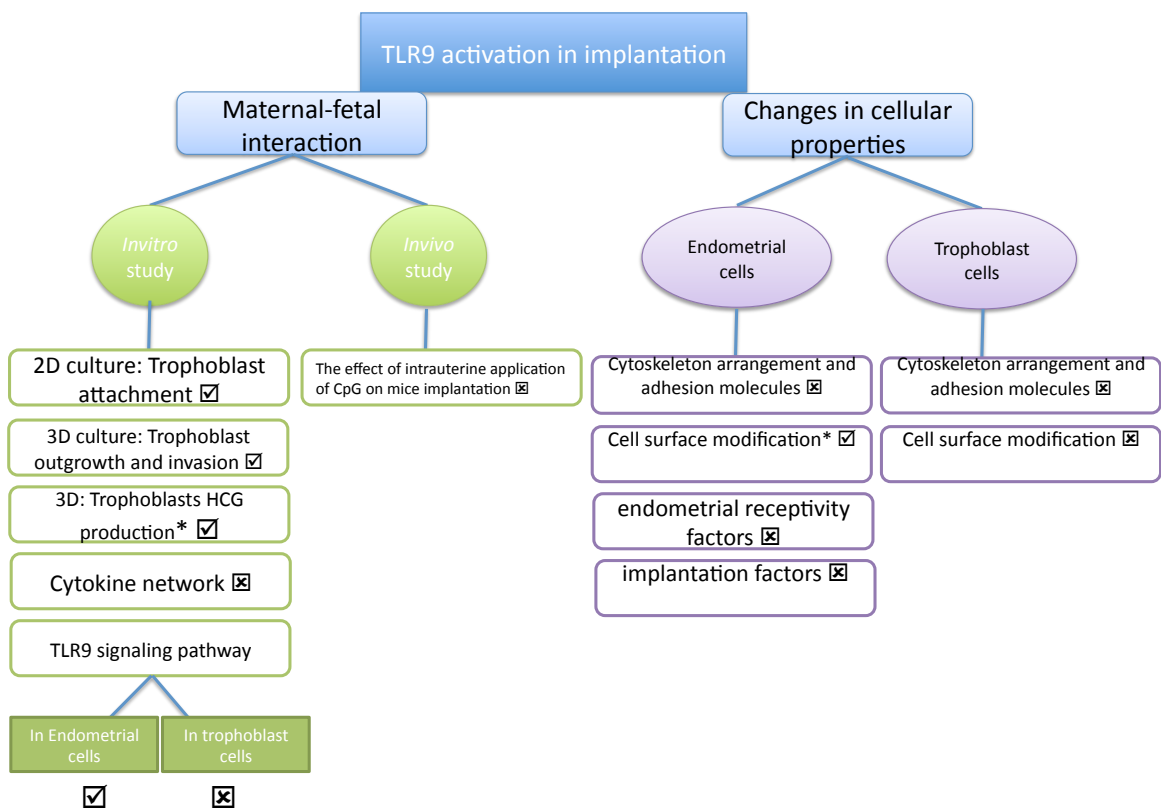 TLR9 activation in implantation
Maternal-fetal
interaction
Changes in cellular
properties
Invitro
study
Invivo
study
Endometrial
cells
Trophoblast
cells
2D culture: Trophoblast
attachment ☑
3D culture: Trophoblast
outgrowth and invasion ☑
3D: Trophoblasts HCG
production* ☑
Cytokine network ☒
TLR9 signaling pathway
In Endometrial
cells
☑
In trophoblast
cells
☒
The effect of intrauterine application
of CpG on mice implantation ☒
Cytoskeleton arrangement and
adhesion molecules ☒
Cell surface modification* ☑
endometrial receptivity
factors ☒
implantation factors ☒
Cytoskeleton arrangement and
adhesion molecules ☒
Cell surface modification ☒